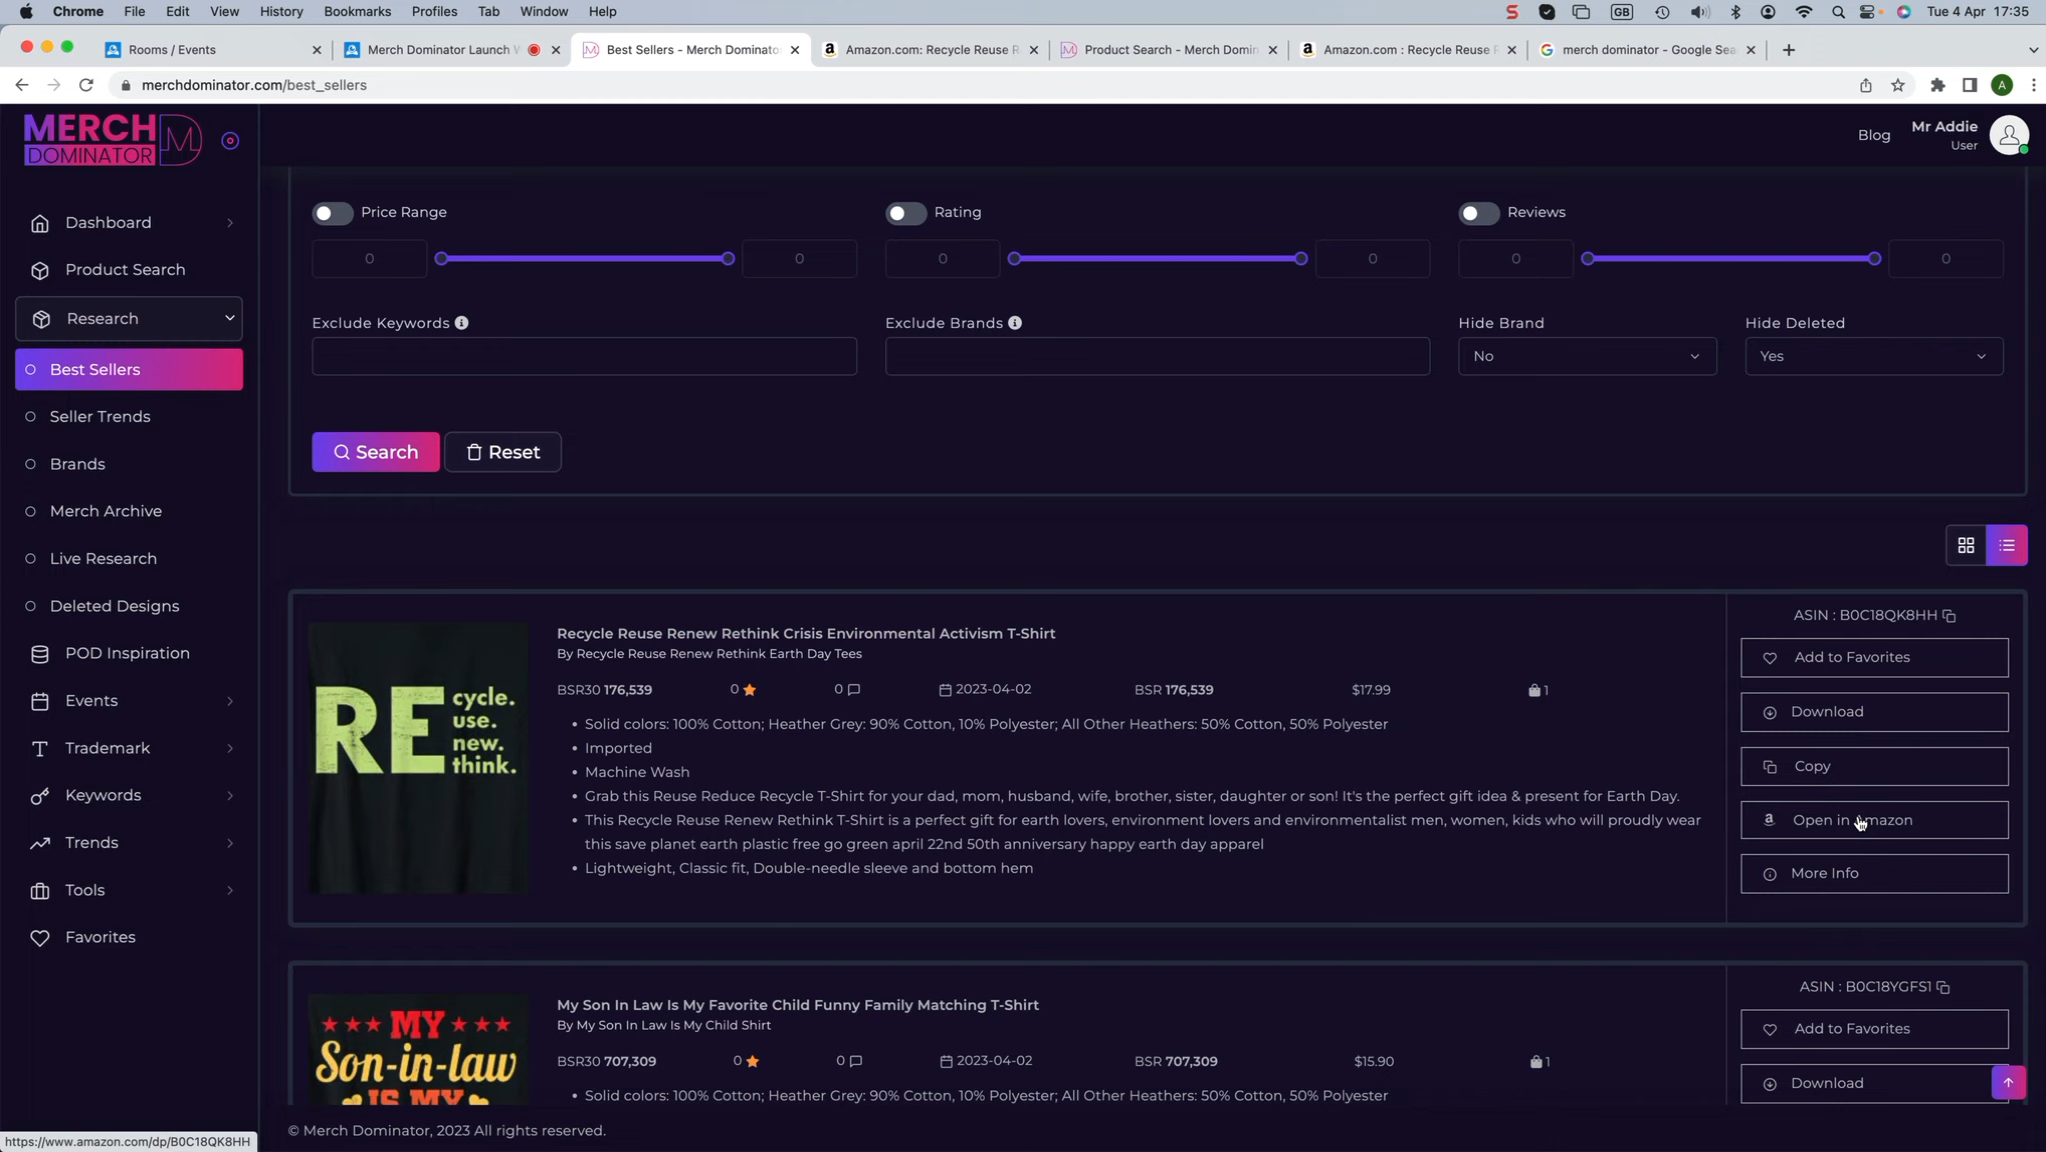 Chrome File Edit View History Bookmarks Profiles Tab Window Help GB Tue 4 Apr 17:35
Rooms / Events
Merch Dominator Launch W
Best Sellers - Merch Dominator
Amazon.com: Recycle Reuse R
Product Search - Merch Domin
Amazon.com : Recycle Reuse R
merch dominator - Google Sea
merchdominator.com/best_sellers
A
MERCH
DOMINATOR
Blog
Mr Addie
User
Dashboard
Product Search
Research
Best Sellers
Seller Trends
Brands
Merch Archive
Live Research
Deleted Designs
POD Inspiration
Events
Trademark
Keywords
Trends
Tools
Favorites
Price Range
0 0
Rating
0 0
Reviews
0 0
Exclude Keywords
Exclude Brands
Hide Brand
No
Hide Deleted
Yes
Search
Reset
RE cycle.
use.
new.
think.
Recycle Reuse Renew Rethink Crisis Environmental Activism T-Shirt
By Recycle Reuse Renew Rethink Earth Day Tees
BSR30 176,539 0 0 2023-04-02 BSR 176,539 $17.99 1
• Solid colors: 100% Cotton; Heather Grey: 90% Cotton, 10% Polyester; All Other Heathers: 50% Cotton, 50% Polyester
• Imported
• Machine Wash
• Grab this Reuse Reduce Recycle T-Shirt for your dad, mom, husband, wife, brother, sister, daughter or son! It's the perfect gift idea & present for Earth Day.
• This Recycle Reuse Renew Rethink T-Shirt is a perfect gift for earth lovers, environment lovers and environmentalist men, women, kids who will proudly wear
this save planet earth plastic free go green april 22nd 50th anniversary happy earth day apparel
• Lightweight, Classic fit, Double-needle sleeve and bottom hem
ASIN : B0C18QK8HH
Add to Favorites
Download
Copy
Open in Amazon
More Info
MY
Son-in-law
IS MY
My Son In Law Is My Favorite Child Funny Family Matching T-Shirt
By My Son In Law Is My Child Shirt
BSR30 707,309 0 0 2023-04-02 BSR 707,309 $15.90 1
• Solid colors: 100% Cotton; Heather Grey: 90% Cotton, 10% Polyester; All Other Heathers: 50% Cotton, 50% Polyester
ASIN : B0C18YGFS1
Add to Favorites
Download
© Merch Dominator, 2023 All rights reserved.
https://www.amazon.com/dp/B0C18QK8HH